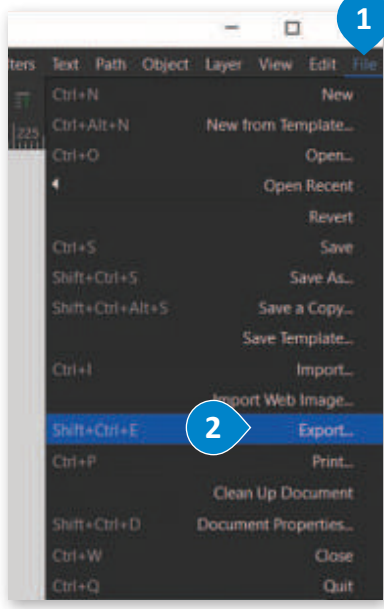 1
ters Text Path Object Layer View Edit File
225
Ctrl+N New
Ctrl+Alt+N New from Template...
Ctrl+O Open...
Open Recent
Revert
Ctrl+S Save
Shift+Ctrl+S Save As...
Shift+Ctrl+Alt+S Save a Copy...
Save Template...
Ctrl+I Import...
Import Web Image...
Shift+Ctrl+E 2 Export...
Ctrl+P Print...
Clean Up Document
Shift+Ctrl+D Document Properties...
Ctrl+W Close
Ctrl+Q Quit